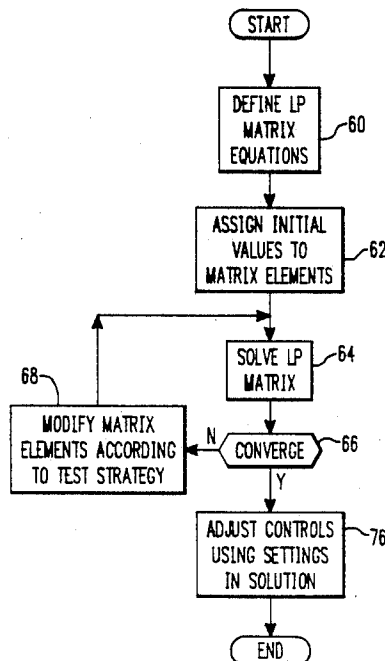 START
DEFINE LP
MATRIX
EQUATIONS
60
ASSIGN INITIAL
VALUES TO
MATRIX ELEMENTS
62
SOLVE LP
MATRIX
64
68
MODIFY MATRIX
ELEMENTS ACCORDING
TO TEST STRATEGY
N
CONVERGE
66
Y
ADJUST CONTROLS
USING SETTINGS
IN SOLUTION
76
END